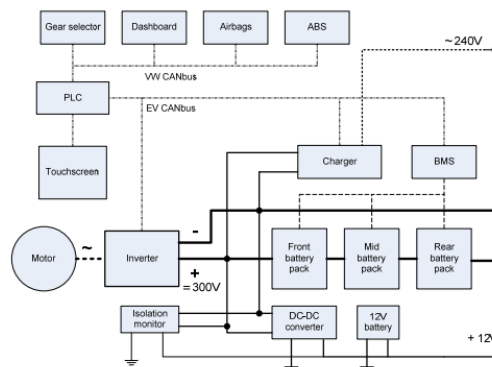 Gear selector
Dashboard
Airbags
ABS
~240V
VW CANbus
PLC
EV CANbus
Touchscreen
Charger
BMS
-
Motor
~
Inverter
Front
battery
pack
Mid
battery
pack
Rear
battery
pack
+
=300V
Isolation
monitor
DC-DC
converter
12V
battery
+ 12V